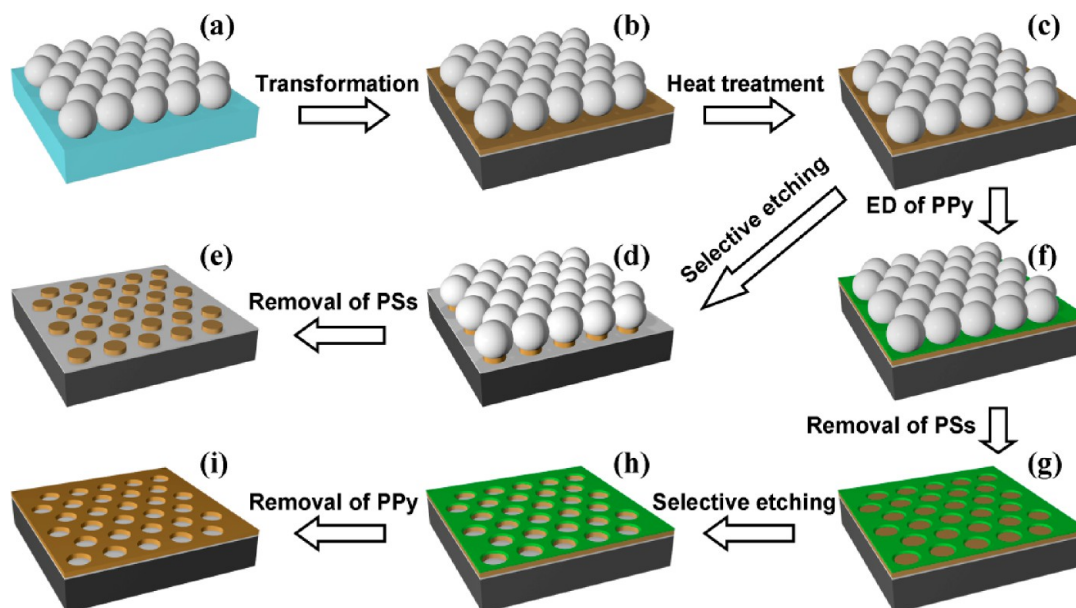 (a)
Transformation
(b)
Heat treatment
(c)
Selective etching
ED of PPy
(e)
Removal of PSs
(d)
(f)
Removal of PSs
(i)
Removal of PPy
(h)
Selective etching
(g)